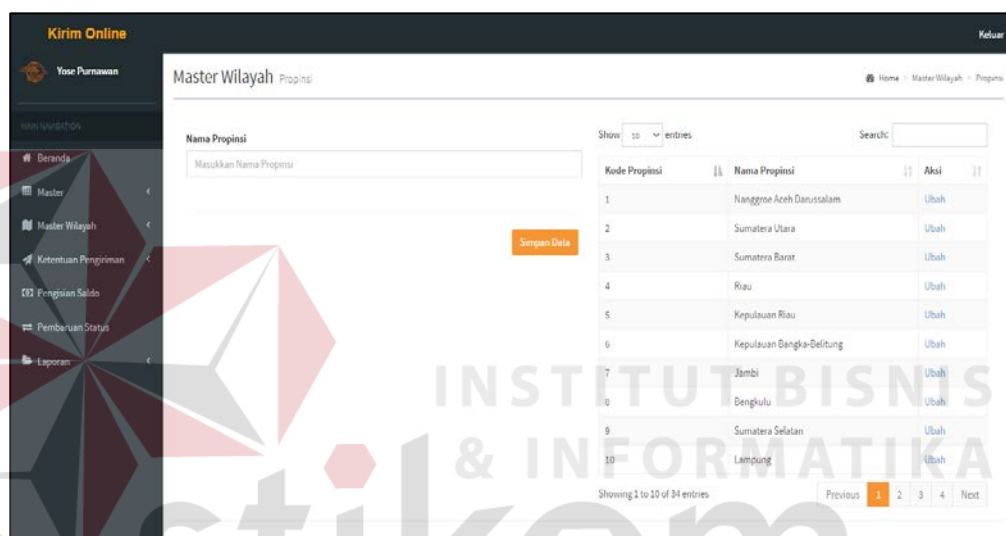 Kirim Online
Keluar
Yose Purnawan
Master Wilayah Propinsi
Home > Master Wilayah > Propinsi
MAIN NAVIGATION
Beranda
Master
Master Wilayah
Ketentuan Pengiriman
Pengisian Saldo
Pembaruan Status
Laporan
Nama Propinsi
Masukkan Nama Propinsi
Simpan Data
Show 10 entries
Search:
Kode Propinsi Nama Propinsi Aksi
1 Nanggroe Aceh Darussalam Ubah
2 Sumatera Utara Ubah
3 Sumatera Barat Ubah
4 Riau Ubah
5 Kepulauan Riau Ubah
6 Kepulauan Bangka-Belitung Ubah
7 Jambi Ubah
8 Bengkulu Ubah
9 Sumatera Selatan Ubah
10 Lampung Ubah
Showing 1 to 10 of 34 entries
Previous 1 2 3 4 Next
INSTITUT BISNIS
& INFORMATIKA
stikom